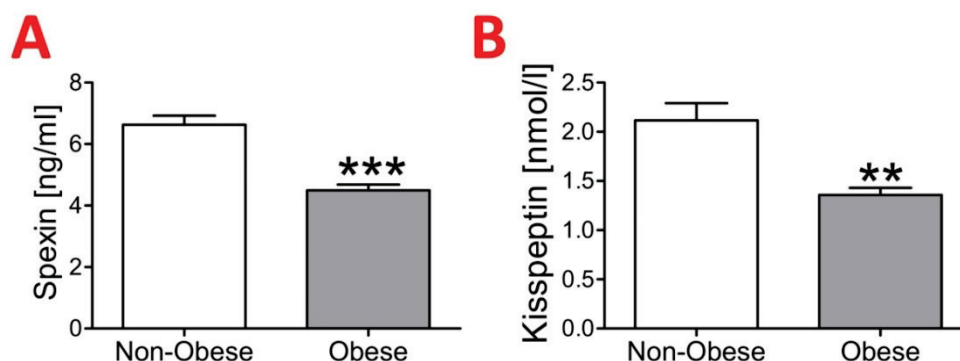 A
Spexin [ng/ml]
8
6
4
2
0
***
Non-Obese
Obese
B
Kisspeptin [nmol/l]
2.5
2.0
1.5
1.0
0.5
0.0
**
Non-Obese
Obese